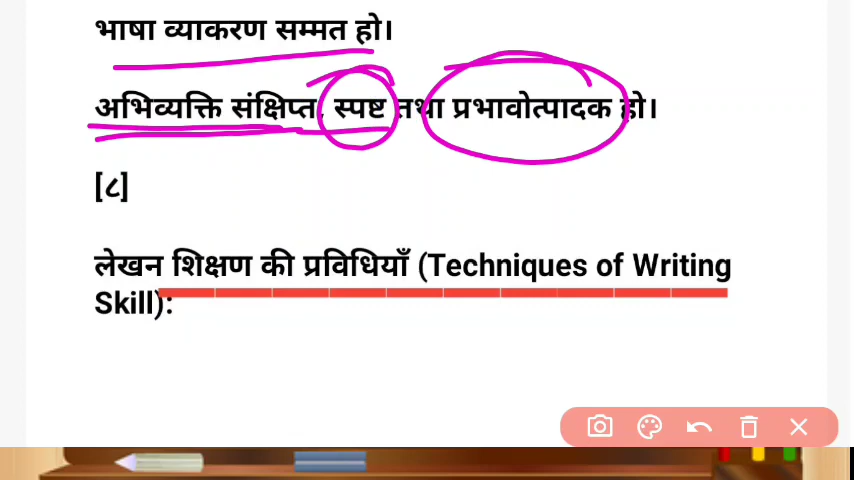 भाषा व्याकरण सम्मत हो।
अभिव्यक्ति संक्षिप्त, स्पष्ट तथा प्रभावोत्पादक हो।
[८]
लेखन शिक्षण की प्रविधियाँ (Techniques of Writing
Skill):